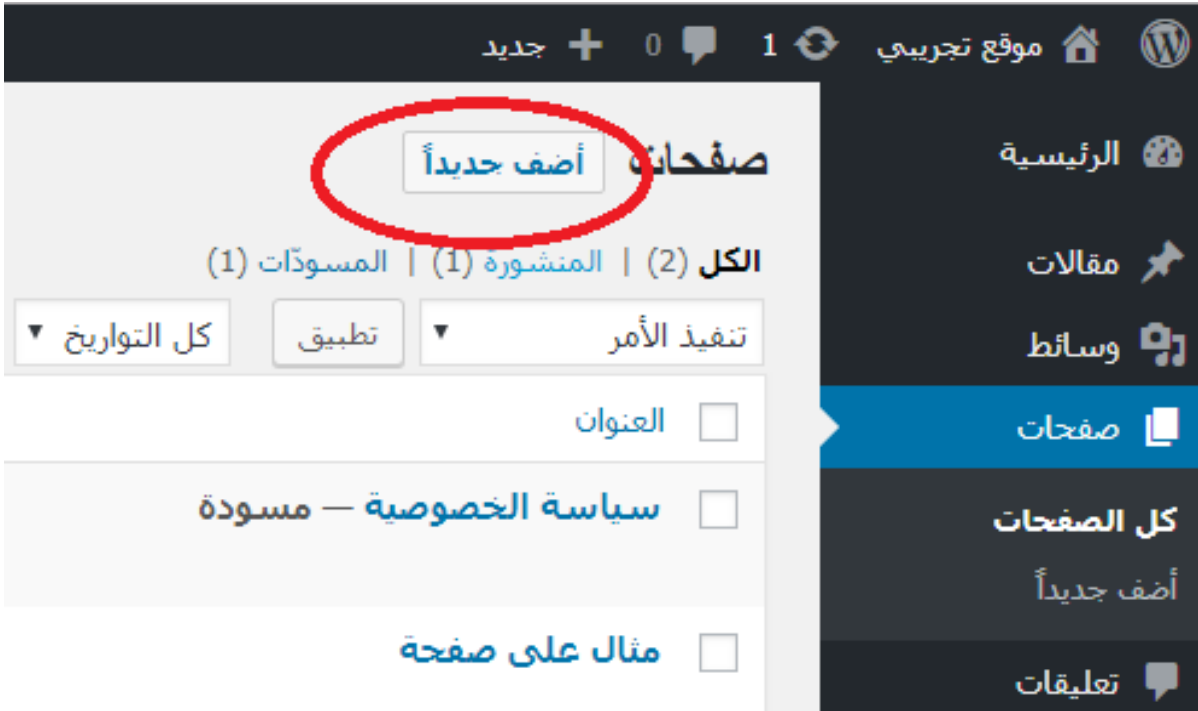 موقع تجريبي 1 0 + جديد
الرئيسية
مقالات
وسائط
صفحات
كل الصفحات
أضف جديداً
تعليقات
صفحات أضف جديداً
الكل (2) | المنشورة (1) | المسودّات (1)
تنفيذ الأمر تطبيق كل التواريخ
العنوان
سياسة الخصوصية — مسودة
مثال على صفحة